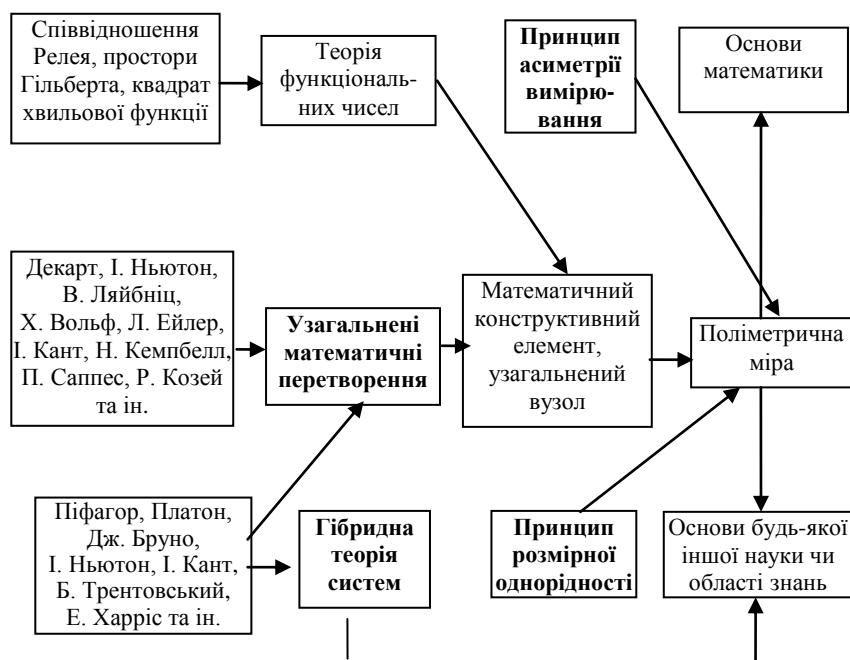 Співвідношення
Релея, простори
Гільберта, квадрат
хвильової функції
Теорія
функціональ-
них чисел
Принцип
асиметрії
вимірю-
вання
Основи
математики
Декарт, І. Ньютон,
В. Ляйбніц,
Х. Вольф, Л. Ейлер,
І. Кант, Н. Кемпбелл,
П. Саппес, Р. Козей
та ін.
Узагальнені
математичні
перетворення
Математичний
конструктивний
елемент,
узагальнений
вузол
Поліметрична
міра
Піфагор, Платон,
Дж. Бруно,
І. Ньютон, І. Кант,
Б. Трентовський,
Е. Харріс та ін.
Гібридна
теорія
систем
Принцип
розмірної
однорідності
Основи будь-якої
іншої науки чи
області знань